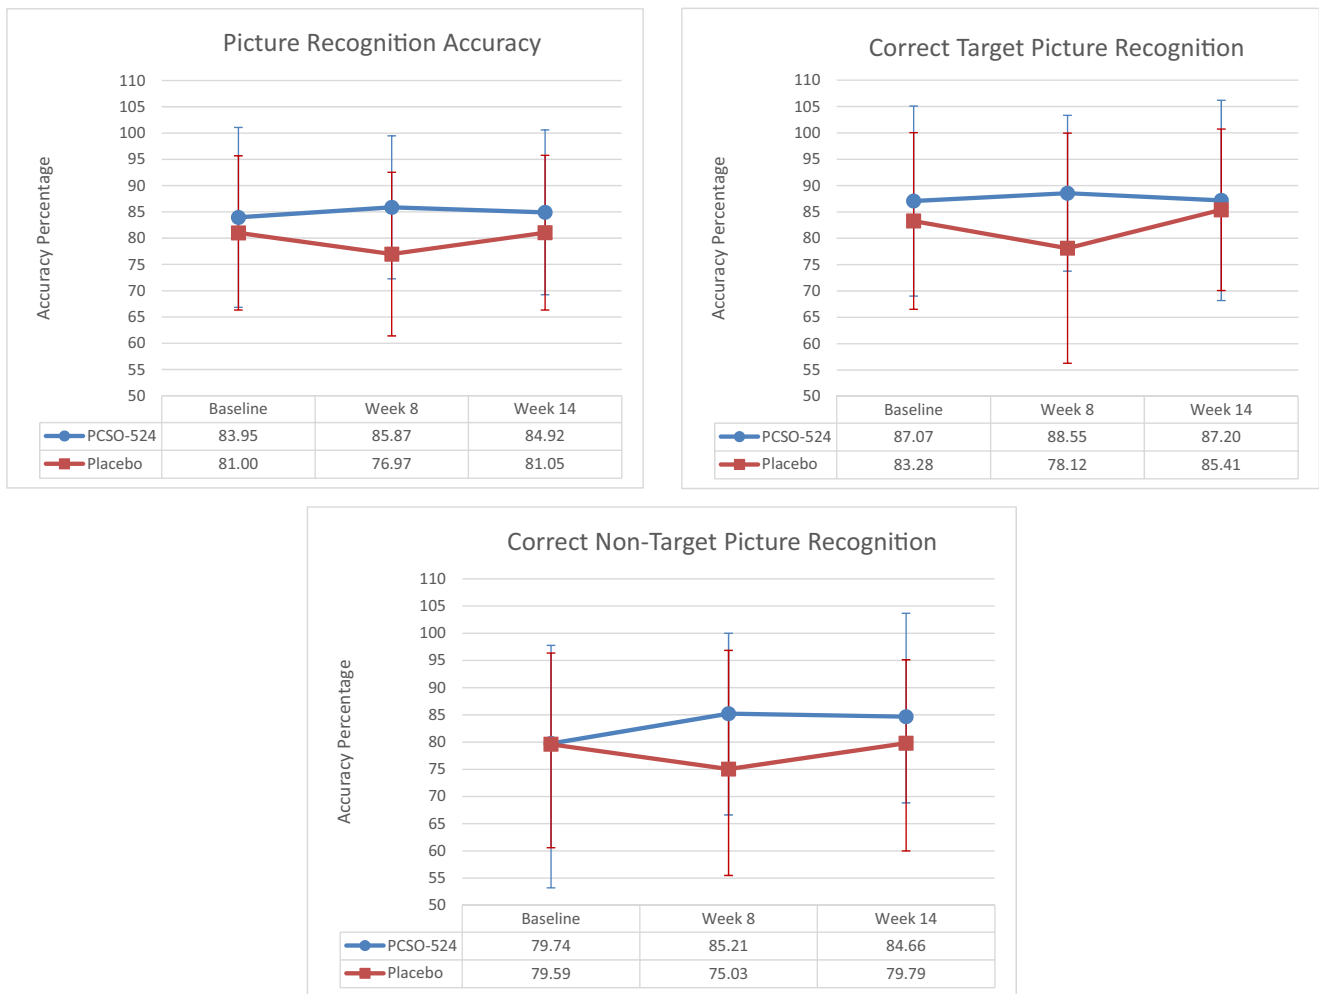 Picture Recognition Accuracy
110
105
100
95
90
85
80
75
70
65
60
55
50
Accuracy Percentage
Baseline Week 8 Week 14
PCSO-524 83.95 85.87 84.92
Placebo 81.00 76.97 81.05
Correct Target Picture Recognition
110
105
100
95
90
85
80
75
70
65
60
55
50
Accuracy Percentage
Baseline Week 8 Week 14
PCSO-524 87.07 88.55 87.20
Placebo 83.28 78.12 85.41
Correct Non-Target Picture Recognition
110
105
100
95
90
85
80
75
70
65
60
55
50
Accuracy Percentage
Baseline Week 8 Week 14
PCSO-524 79.74 85.21 84.66
Placebo 79.59 75.03 79.79